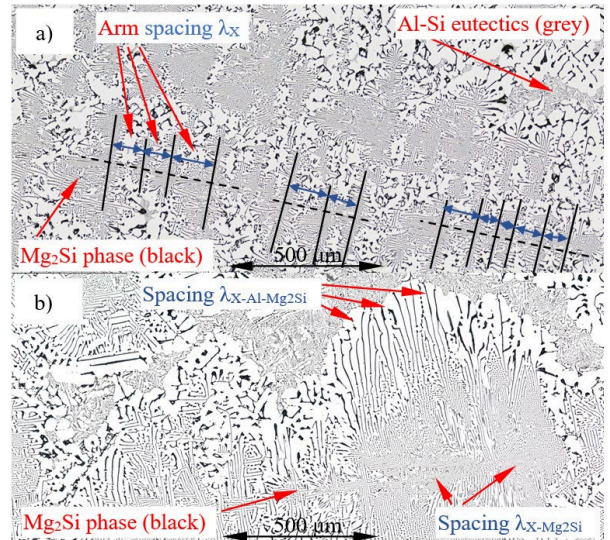 a)
Arm spacing λX
Al-Si eutectics (grey)
Mg2Si phase (black)
500 µm
b)
Spacing λX-Al-Mg2Si
Mg2Si phase (black)
500 µm
Spacing λX-Mg2Si